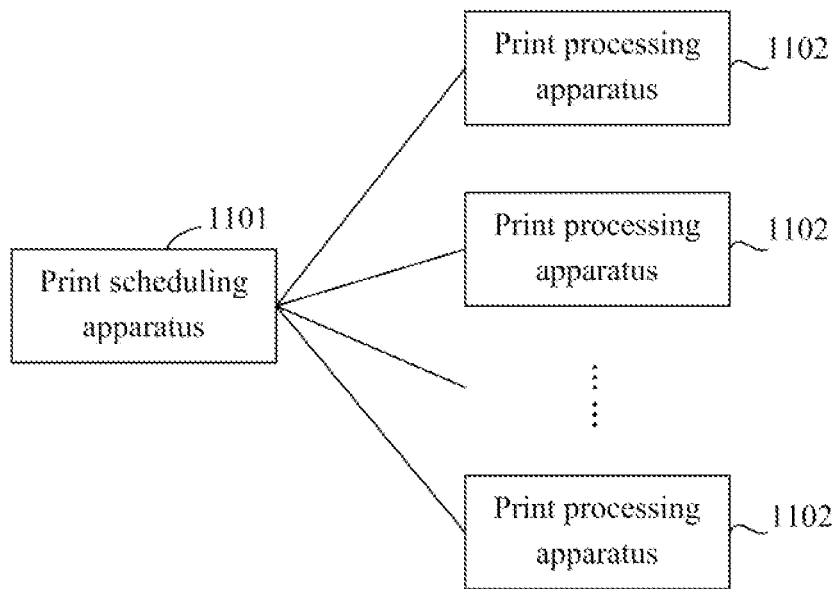 Print processing
apparatus
1102
1101
Print scheduling
apparatus
Print processing
apparatus
1102
Print processing
apparatus
1102